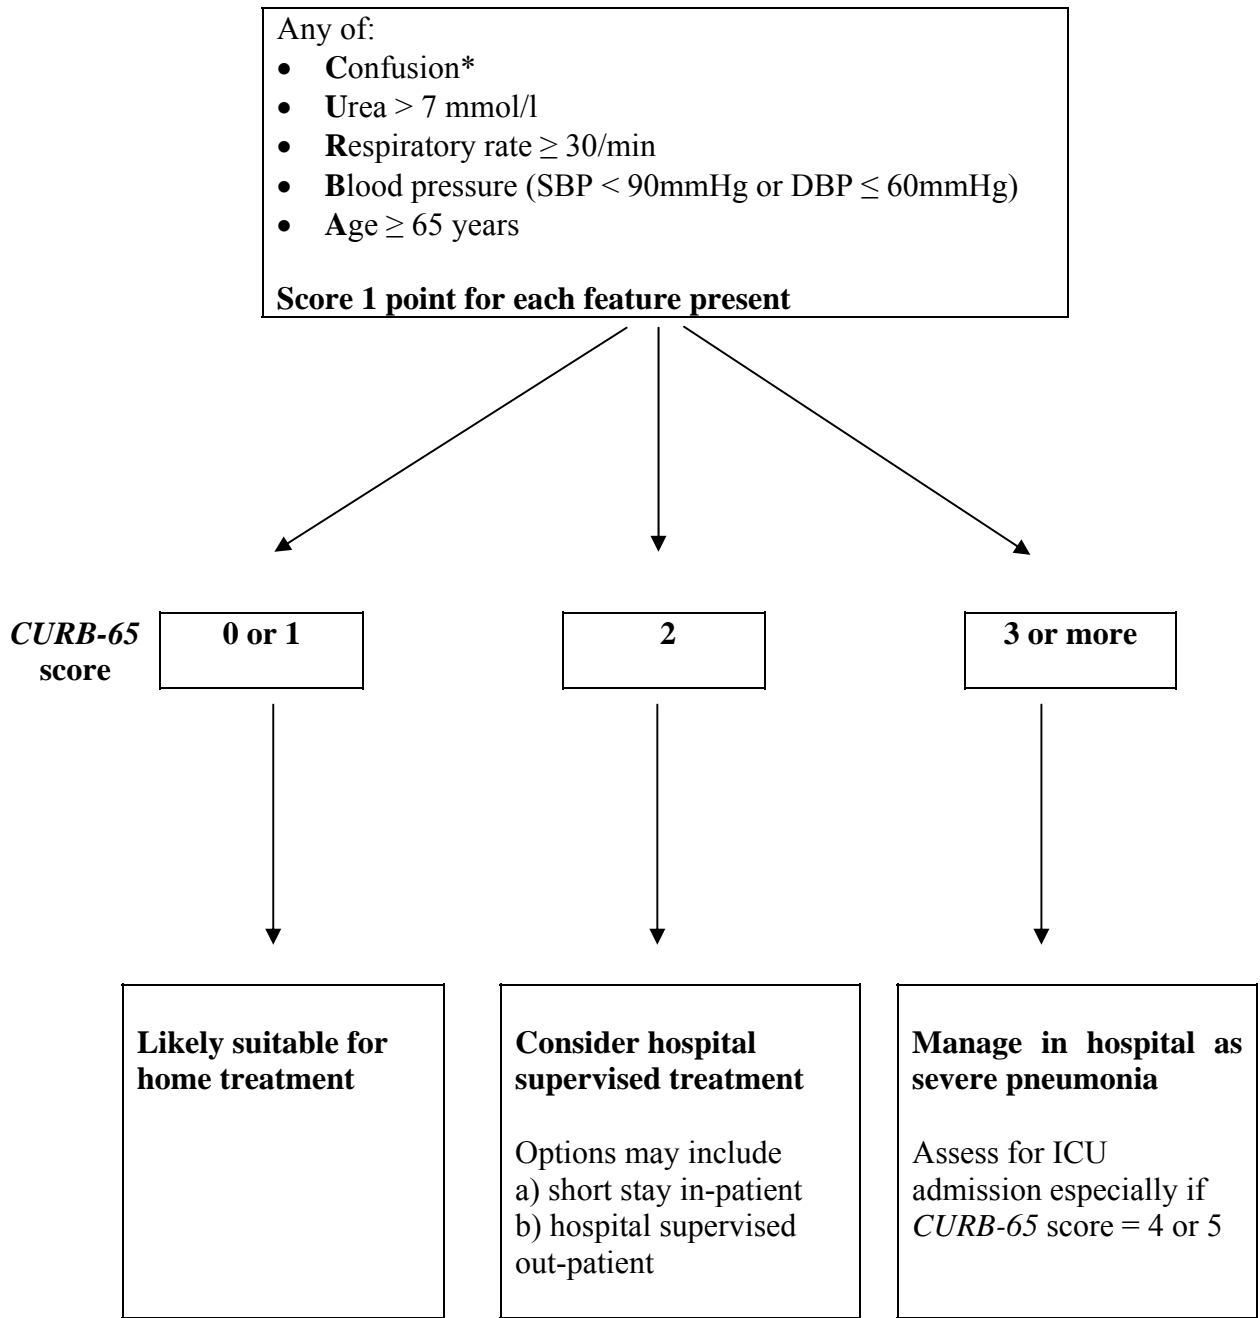 Any of:
• Confusion*
• Urea > 7 mmol/l
• Respiratory rate ≥ 30/min
• Blood pressure (SBP < 90mmHg or DBP ≤ 60mmHg)
• Age ≥ 65 years
Score 1 point for each feature present
CURB-65
score
0 or 1
2
3 or more
Likely suitable for
home treatment
Consider hospital
supervised treatment
Options may include
a) short stay in-patient
b) hospital supervised
out-patient
Manage in hospital as
severe pneumonia
Assess for ICU
admission especially if
CURB-65 score = 4 or 5